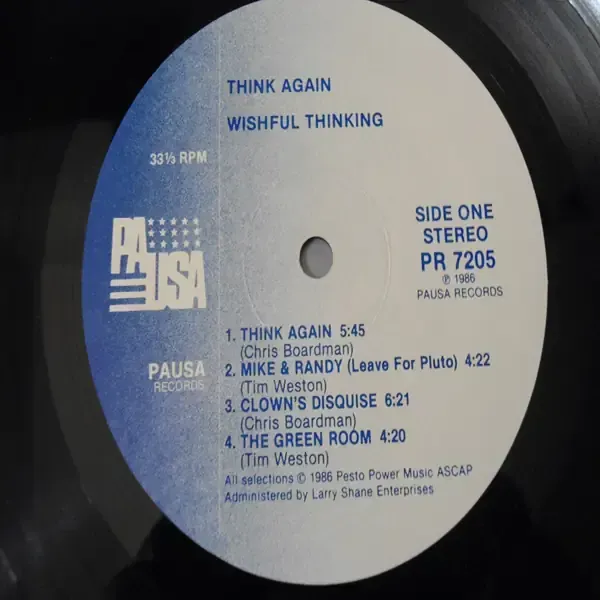 THINK AGAIN
WISHFUL THINKING
33⅓ RPM
SIDE ONE
STEREO
PR 7205
℗ 1986
PAUSA RECORDS
PAUSA
PAUSA
RECORDS
1. THINK AGAIN 5:45
(Chris Boardman)
2. MIKE & RANDY (Leave For Pluto) 4:22
(Tim Weston)
3. CLOWN'S DISQUISE 6:21
(Chris Boardman)
4. THE GREEN ROOM 4:20
(Tim Weston)
All selections © 1986 Pesto Power Music ASCAP
Administered by Larry Shane Enterprises